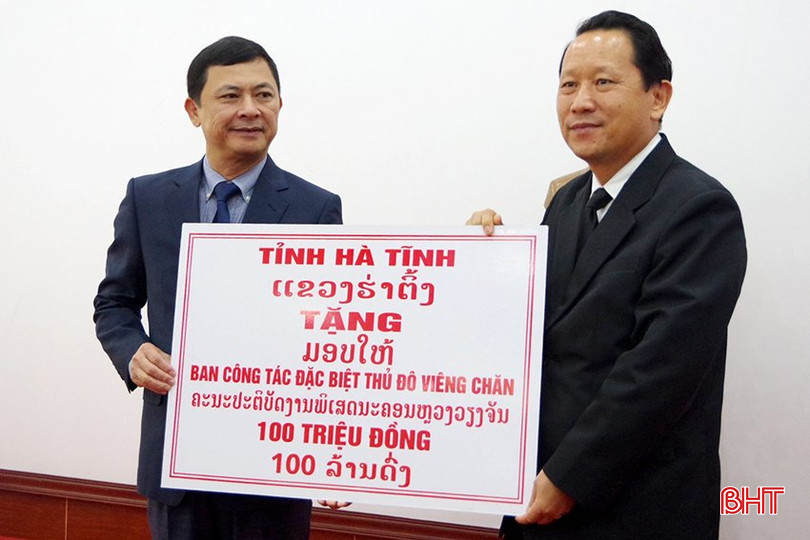 TỈNH HÀ TĨNH
ແຂວງຮ່າຕິ້ງ
TẶNG
ມອບໃຫ້
BAN CÔNG TÁC ĐẶC BIỆT THỦ ĐÔ VIÊNG CHĂN
ຄະນະປະຕິບັດງານພິເສດນະຄອນຫຼວງວຽງຈັນ
100 TRIỆU ĐỒNG
100 ລ້ານດົ່ງ
BHT